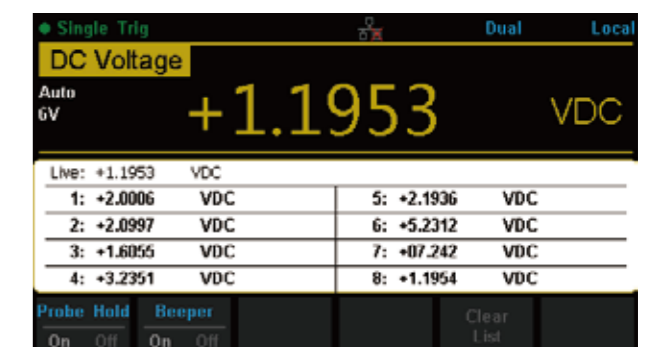 Single Trig Dual Local
DC Voltage
Auto
6V
+1.1953 VDC
Live: +1.1953 VDC
1: +2.0006 VDC 5: +2.1936 VDC
2: +2.0997 VDC 6: +5.2312 VDC
3: +1.6055 VDC 7: +07.242 VDC
4: +3.2351 VDC 8: +1.1954 VDC
Probe Hold Beeper Clear
On Off On Off List